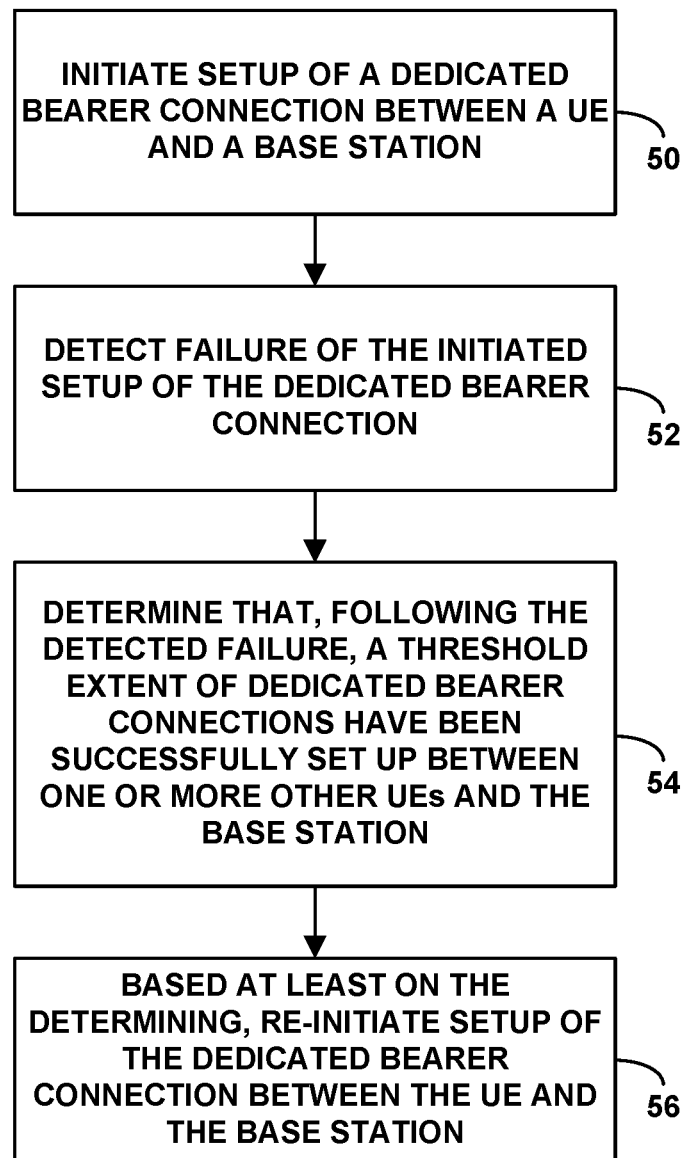 INITIATE SETUP OF A DEDICATED
BEARER CONNECTION BETWEEN A UE
AND A BASE STATION
50
DETECT FAILURE OF THE INITIATED
SETUP OF THE DEDICATED BEARER
CONNECTION
52
DETERMINE THAT, FOLLOWING THE
DETECTED FAILURE, A THRESHOLD
EXTENT OF DEDICATED BEARER
CONNECTIONS HAVE BEEN
SUCCESSFULLY SET UP BETWEEN
ONE OR MORE OTHER UEs AND THE
BASE STATION
54
BASED AT LEAST ON THE
DETERMINING, RE-INITIATE SETUP OF
THE DEDICATED BEARER
CONNECTION BETWEEN THE UE AND
THE BASE STATION
56